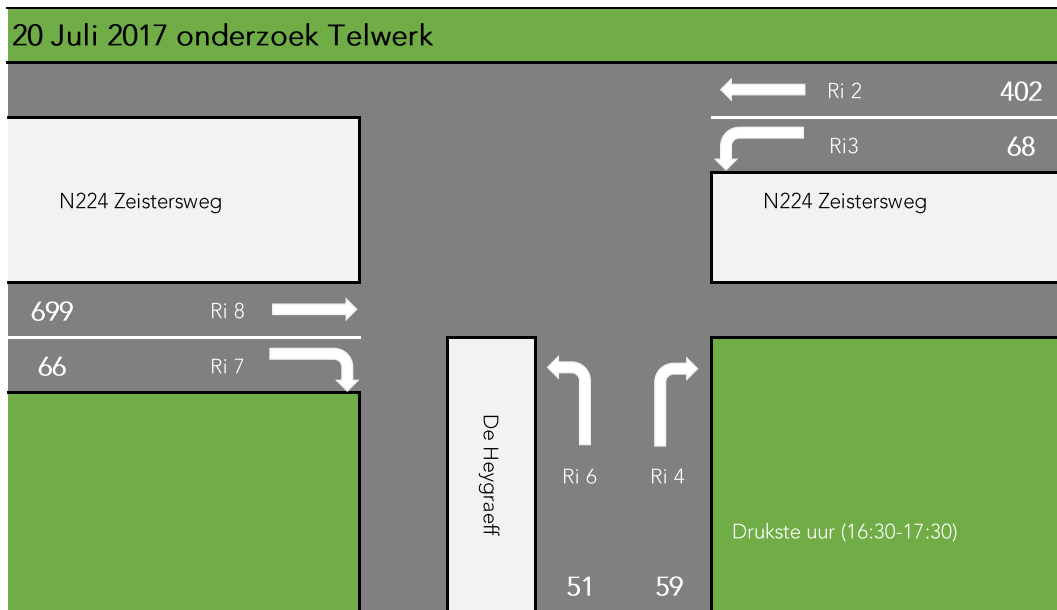 20 Juli 2017 onderzoek Telwerk
Ri 2 402
Ri3 68
N224 Zeistersweg
N224 Zeistersweg
699 Ri 8
66 Ri 7
De Heygraeff
Ri 6 Ri 4
Drukste uur (16:30-17:30)
51 59